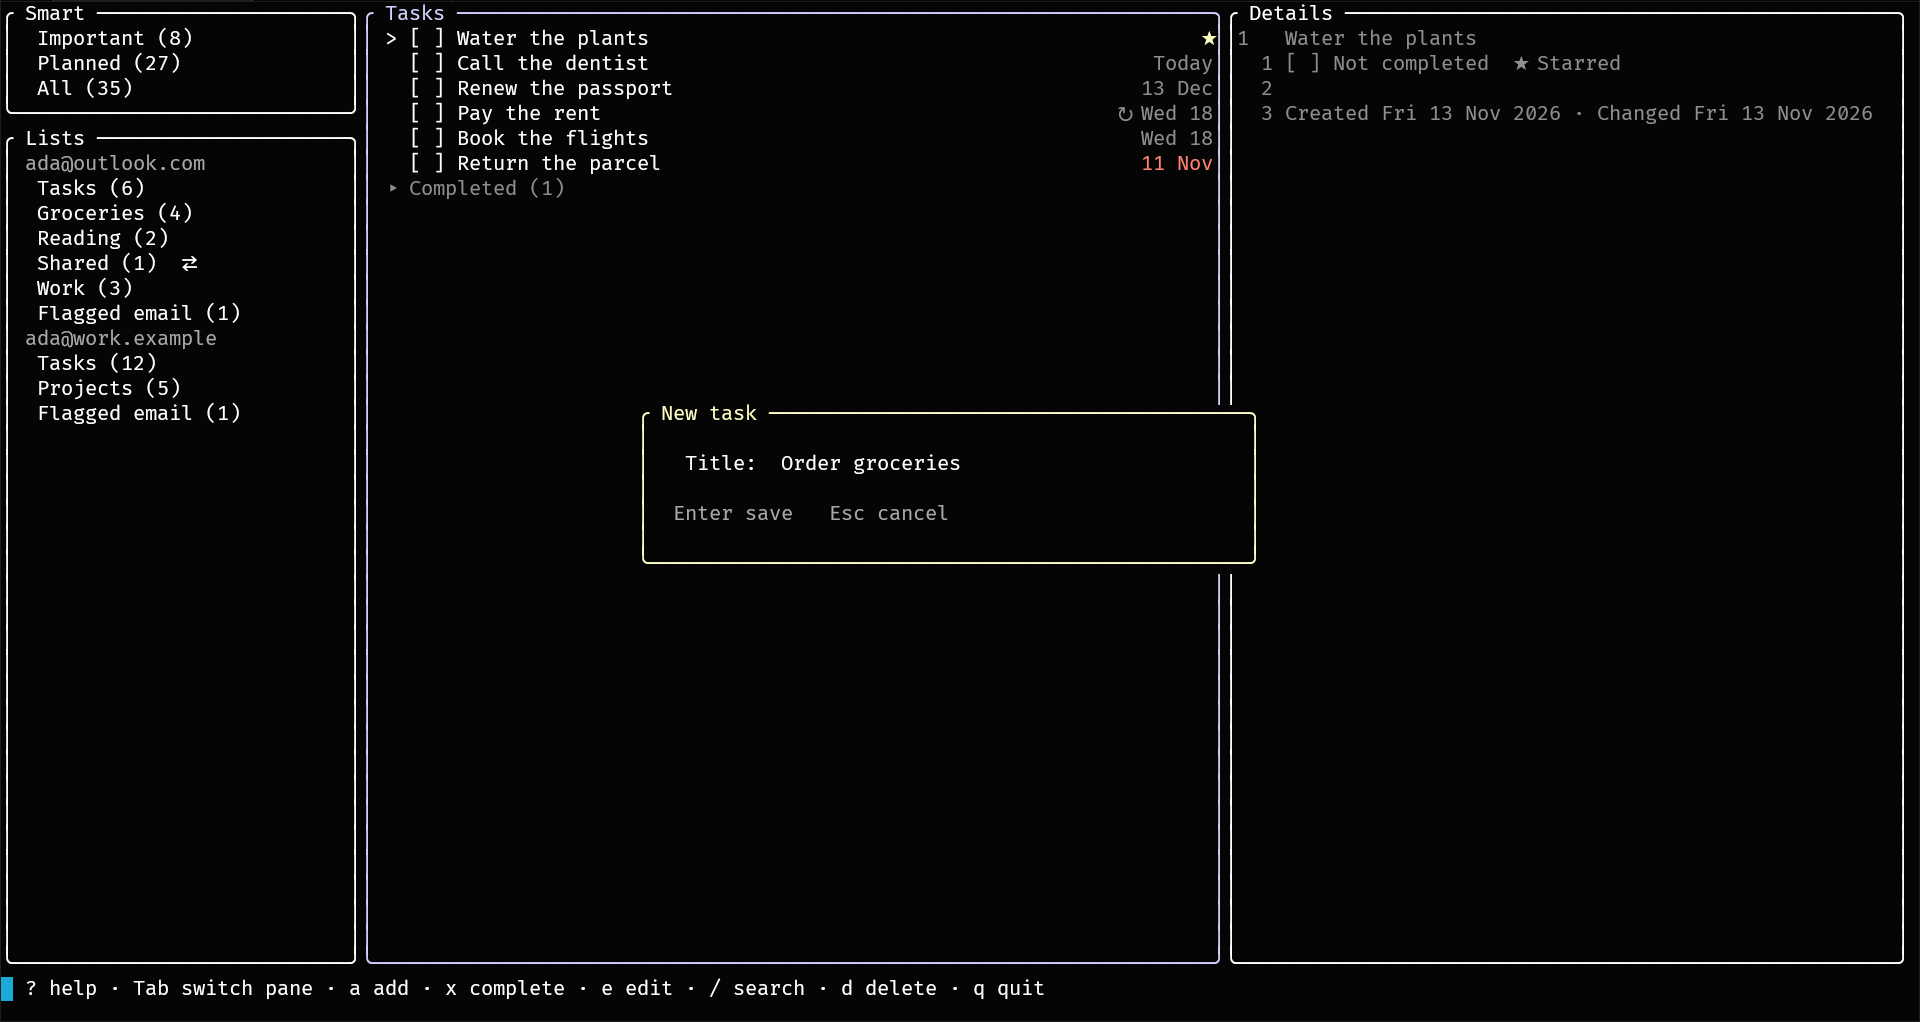 Smart
Important (8)
Planned (27)
All (35)
Lists
ada@outlook.com
Tasks (6)
Groceries (4)
Reading (2)
Shared (1) ⇄
Work (3)
Flagged email (1)
ada@work.example
Tasks (12)
Projects (5)
Flagged email (1)
Tasks
> [ ] Water the plants ★
[ ] Call the dentist Today
[ ] Renew the passport 13 Dec
[ ] Pay the rent ↻ Wed 18
[ ] Book the flights Wed 18
[ ] Return the parcel 11 Nov
▸ Completed (1)
Details
1 Water the plants
1 [ ] Not completed ★ Starred
2
3 Created Fri 13 Nov 2026 · Changed Fri 13 Nov 2026
New task
Title: Order groceries
Enter save Esc cancel
? help · Tab switch pane · a add · x complete · e edit · / search · d delete · q quit